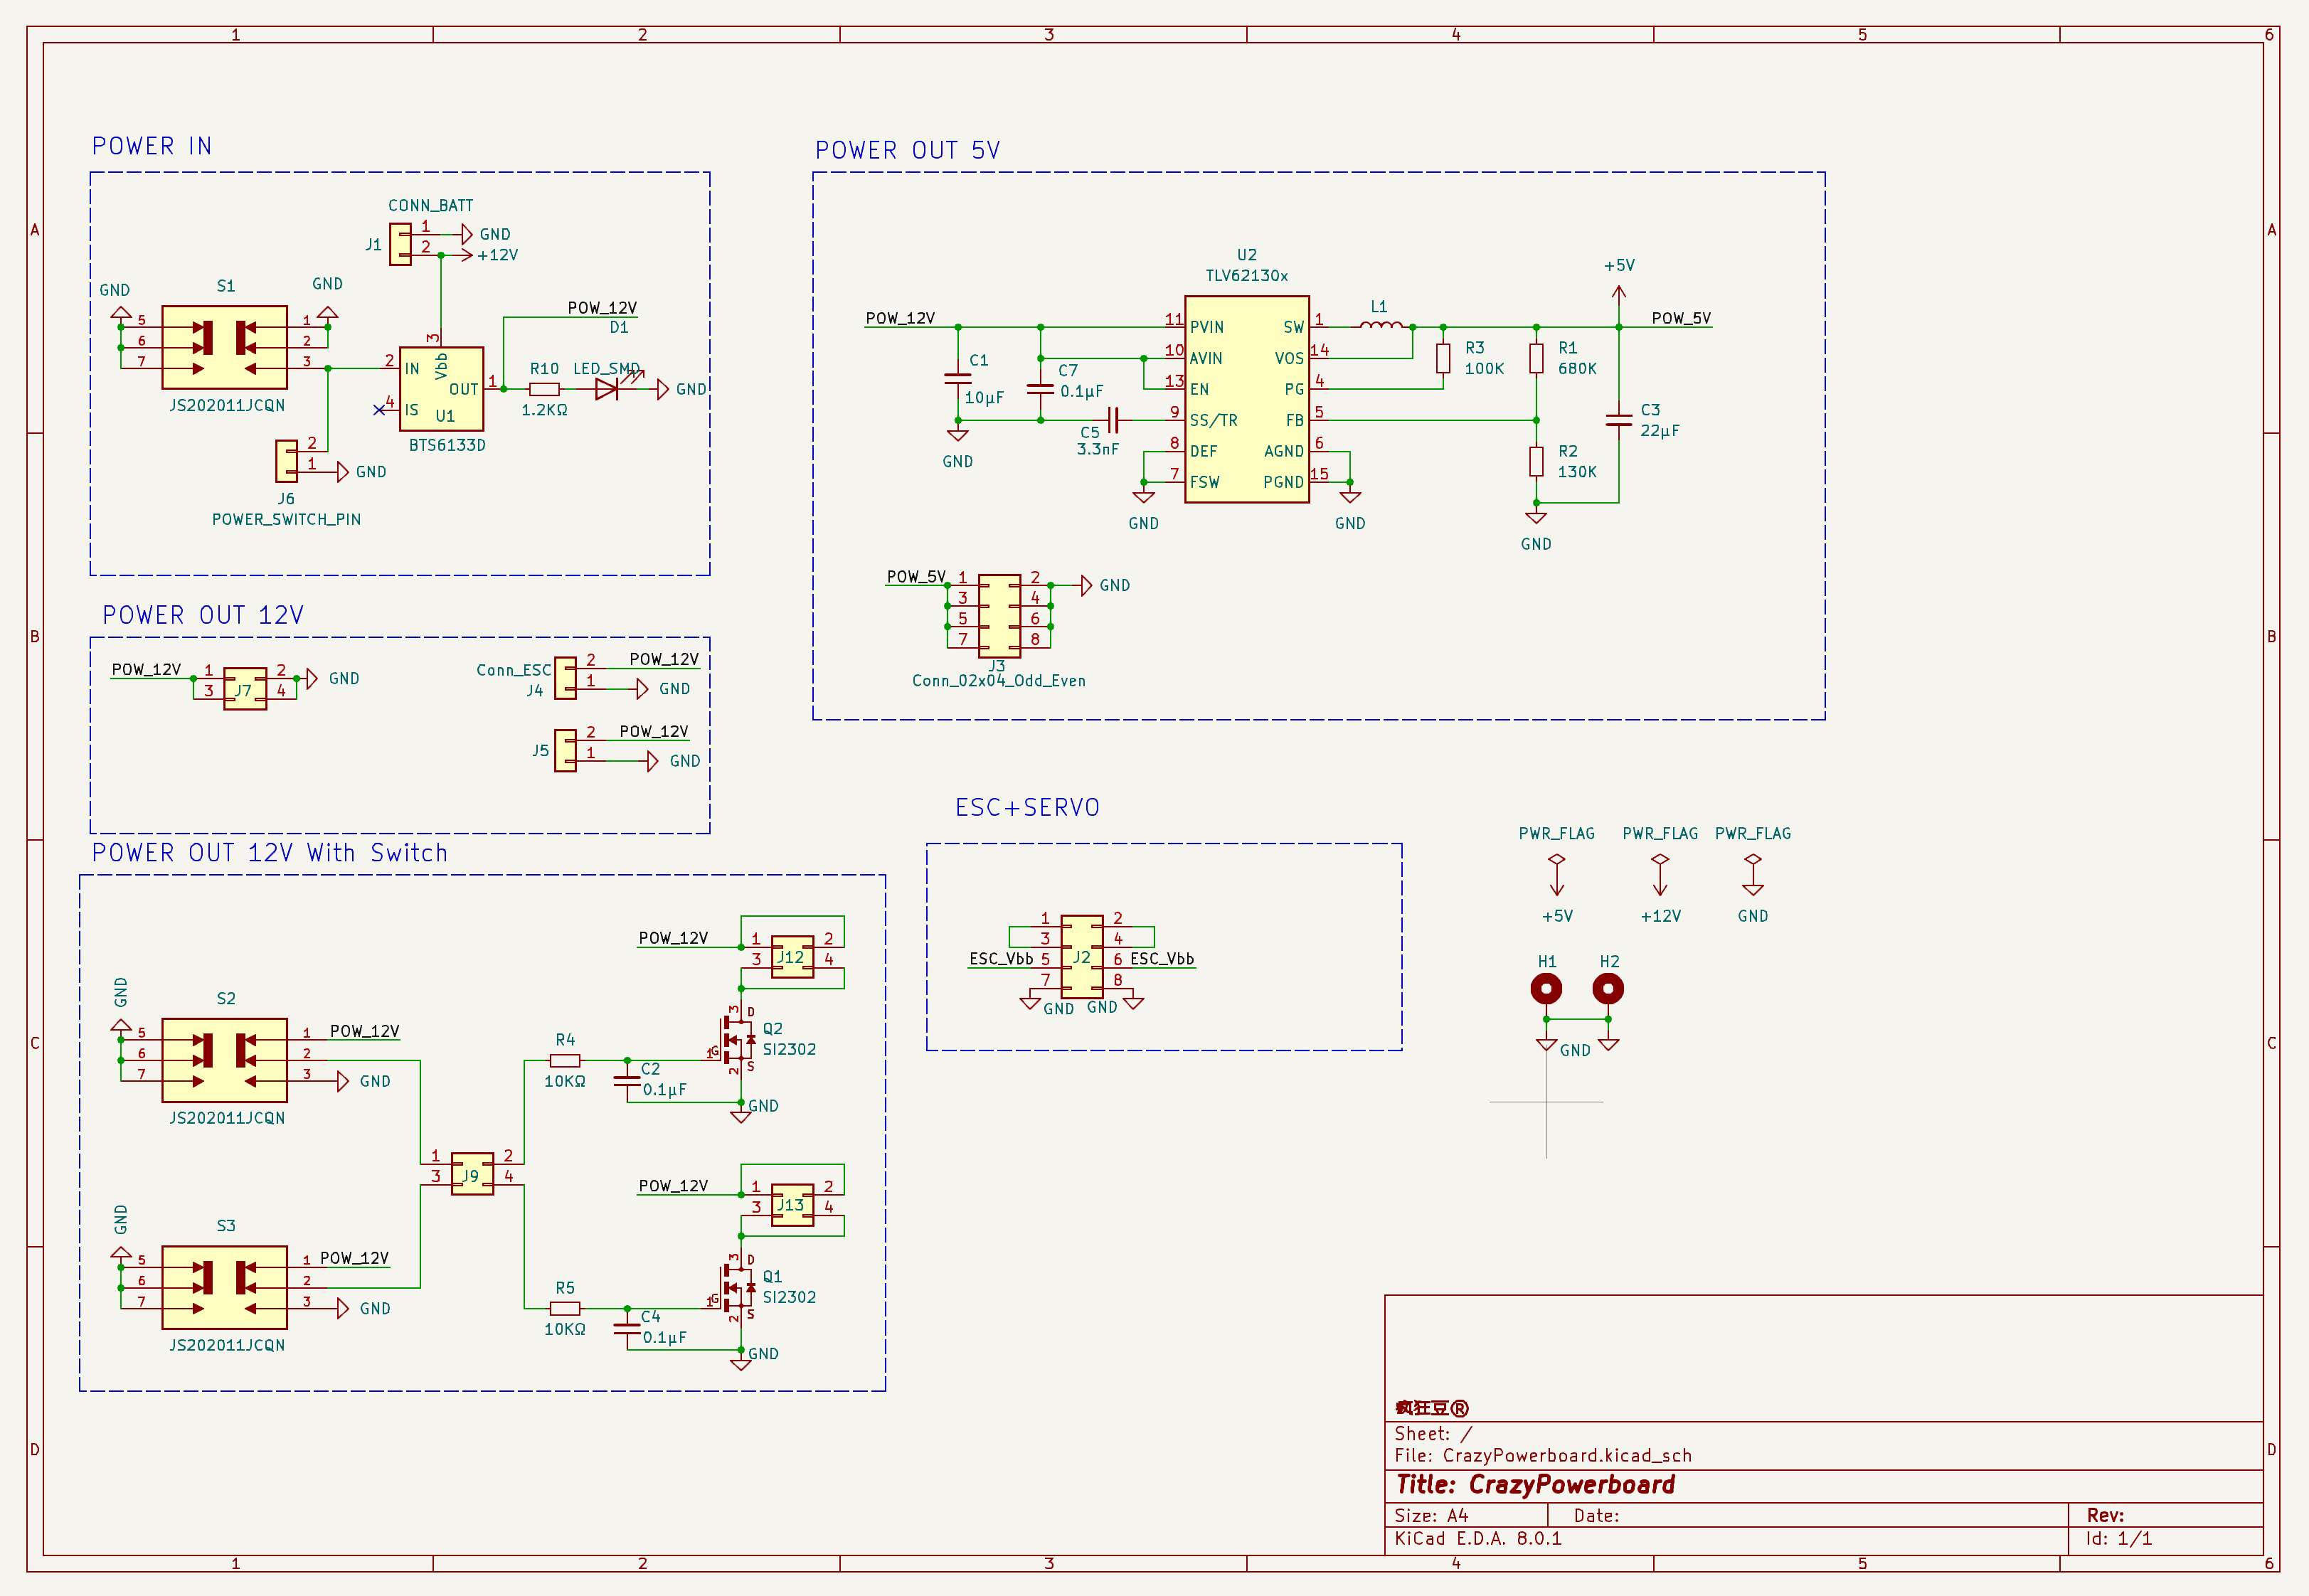 1 2 3 4 5 6
A A
B B
C C
D D
1 2 3 4 5 6
POWER IN
CONN_BATT
J1
1
GND
2
+12V
GND
S1
GND
5
6
7
1
2
3
JS202011JCQN
POW_12V
D1
3
Vbb
2
IN
OUT
1
4
IS
U1
BTS6133D
R10
1.2KΩ
LED_SMD
GND
2
1
GND
J6
POWER_SWITCH_PIN
POWER OUT 12V
POW_12V
1
3
J7
2
4
GND
Conn_ESC
J4
2
POW_12V
1
GND
J5
2
POW_12V
1
GND
POWER OUT 12V With Switch
GND
S2
5
6
7
1
POW_12V
2
3
GND
JS202011JCQN
GND
S3
5
6
7
1
POW_12V
2
3
GND
JS202011JCQN
1
3
J9
2
4
R4
10KΩ
C2
0.1µF
POW_12V
1
3
J12
2
4
3
D
1
G
2
S
Q2
SI2302
GND
R5
10KΩ
C4
0.1µF
POW_12V
1
3
J13
2
4
3
D
1
G
2
S
Q1
SI2302
GND
POWER OUT 5V
POW_12V
C1
10µF
GND
C7
0.1µF
C5
3.3nF
U2
TLV62130x
11
PVIN
10
AVIN
13
EN
9
SS/TR
8
DEF
7
FSW
GND
SW
1
VOS
14
PG
4
FB
5
AGND
6
PGND
15
GND
L1
R3
100K
R1
680K
R2
130K
GND
+5V
POW_5V
C3
22µF
POW_5V
1
3
5
7
2
4
6
8
GND
J3
Conn_02x04_Odd_Even
ESC+SERVO
1
3
5
7
J2
2
4
6
8
ESC_Vbb
ESC_Vbb
GND
GND
PWR_FLAG
PWR_FLAG
PWR_FLAG
+5V
+12V
GND
H1
H2
GND
疯狂豆®
Sheet: /
File: CrazyPowerboard.kicad_sch
Title: CrazyPowerboard
Size: A4
Date:
Rev:
KiCad E.D.A. 8.0.1
Id: 1/1